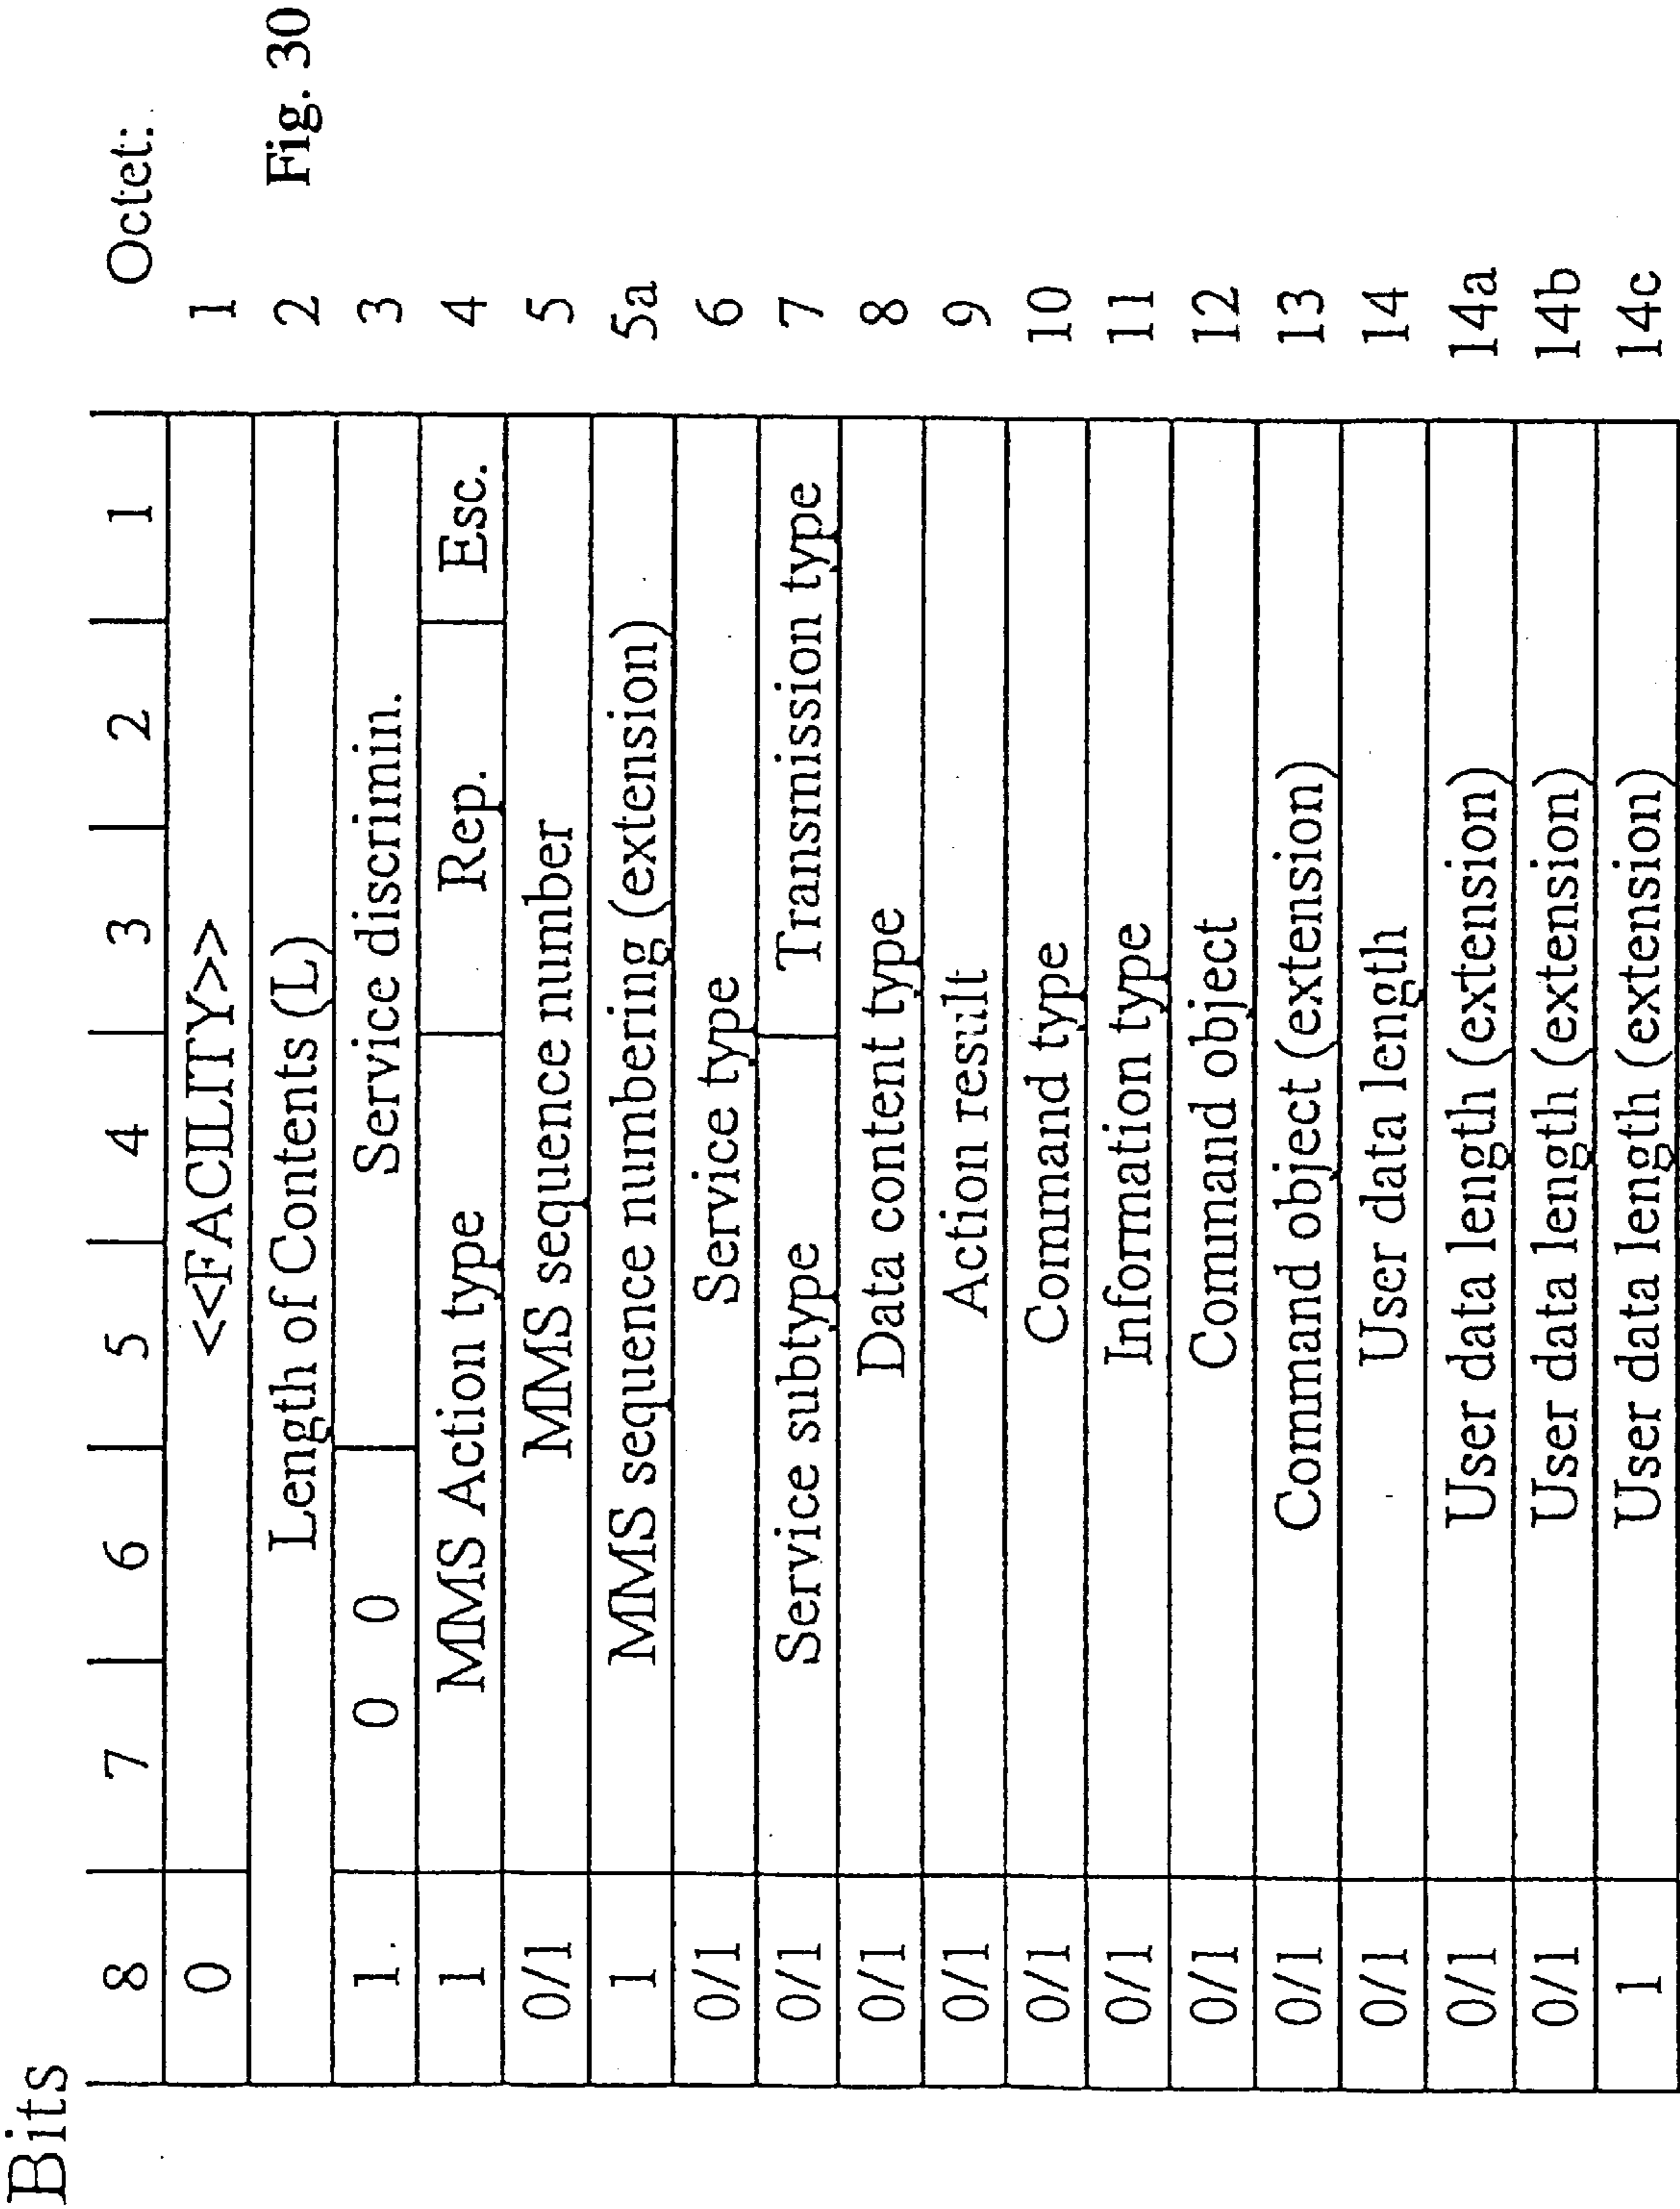 Bits
8 7 6 5 4 3 2 1 Octet:
0 <<FACILITY>> 1
Length of Contents (L) 2
1 0 0 Service discrimin. 3
1 MMS Action type Rep. Esc. 4
0/1 MMS sequence number 5
1 MMS sequence numbering (extension) 5a
0/1 Service type 6
0/1 Service subtype Transmission type 7
0/1 Data content type 8
0/1 Action result 9
0/1 Command type 10
0/1 Information type 11
0/1 Command object 12
0/1 Command object (extension) 13
0/1 User data length 14
0/1 User data length (extension) 14a
0/1 User data length (extension) 14b
1 User data length (extension) 14c
Fig. 30